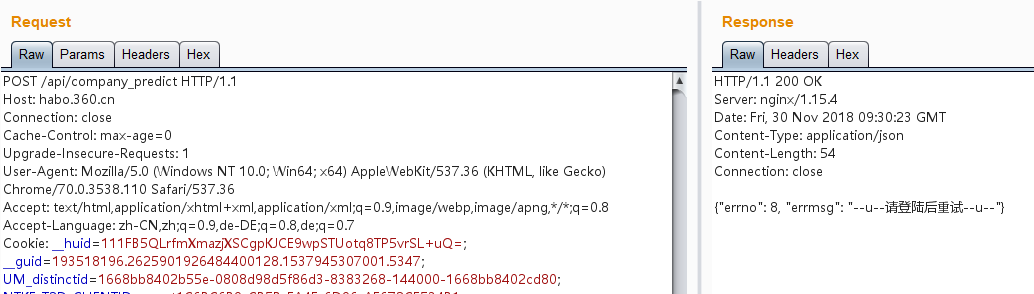 Request
Raw Params Headers Hex
POST /api/company_predict HTTP/1.1
Host: habo.360.cn
Connection: close
Cache-Control: max-age=0
Upgrade-Insecure-Requests: 1
User-Agent: Mozilla/5.0 (Windows NT 10.0; Win64; x64) AppleWebKit/537.36 (KHTML, like Gecko)
Chrome/70.0.3538.110 Safari/537.36
Accept: text/html,application/xhtml+xml,application/xml;q=0.9,image/webp,image/apng,*/*;q=0.8
Accept-Language: zh-CN,zh;q=0.9,de-DE;q=0.8,de;q=0.7
Cookie: __huid=111FB5QLrfmXmazjXSCgpKJCE9wpSTUotq8TP5vrSL+uQ=;
__guid=193518196.2625901926484400128.1537945307001.5347;
UM_distinctid=1668bb8402b55e-0808d98d5f86d3-8383268-144000-1668bb8402cd80;
Response
Raw Headers Hex
HTTP/1.1 200 OK
Server: nginx/1.15.4
Date: Fri, 30 Nov 2018 09:30:23 GMT
Content-Type: application/json
Content-Length: 54
Connection: close
{"errno": 8, "errmsg": "--u--请登陆后重试--u--"}